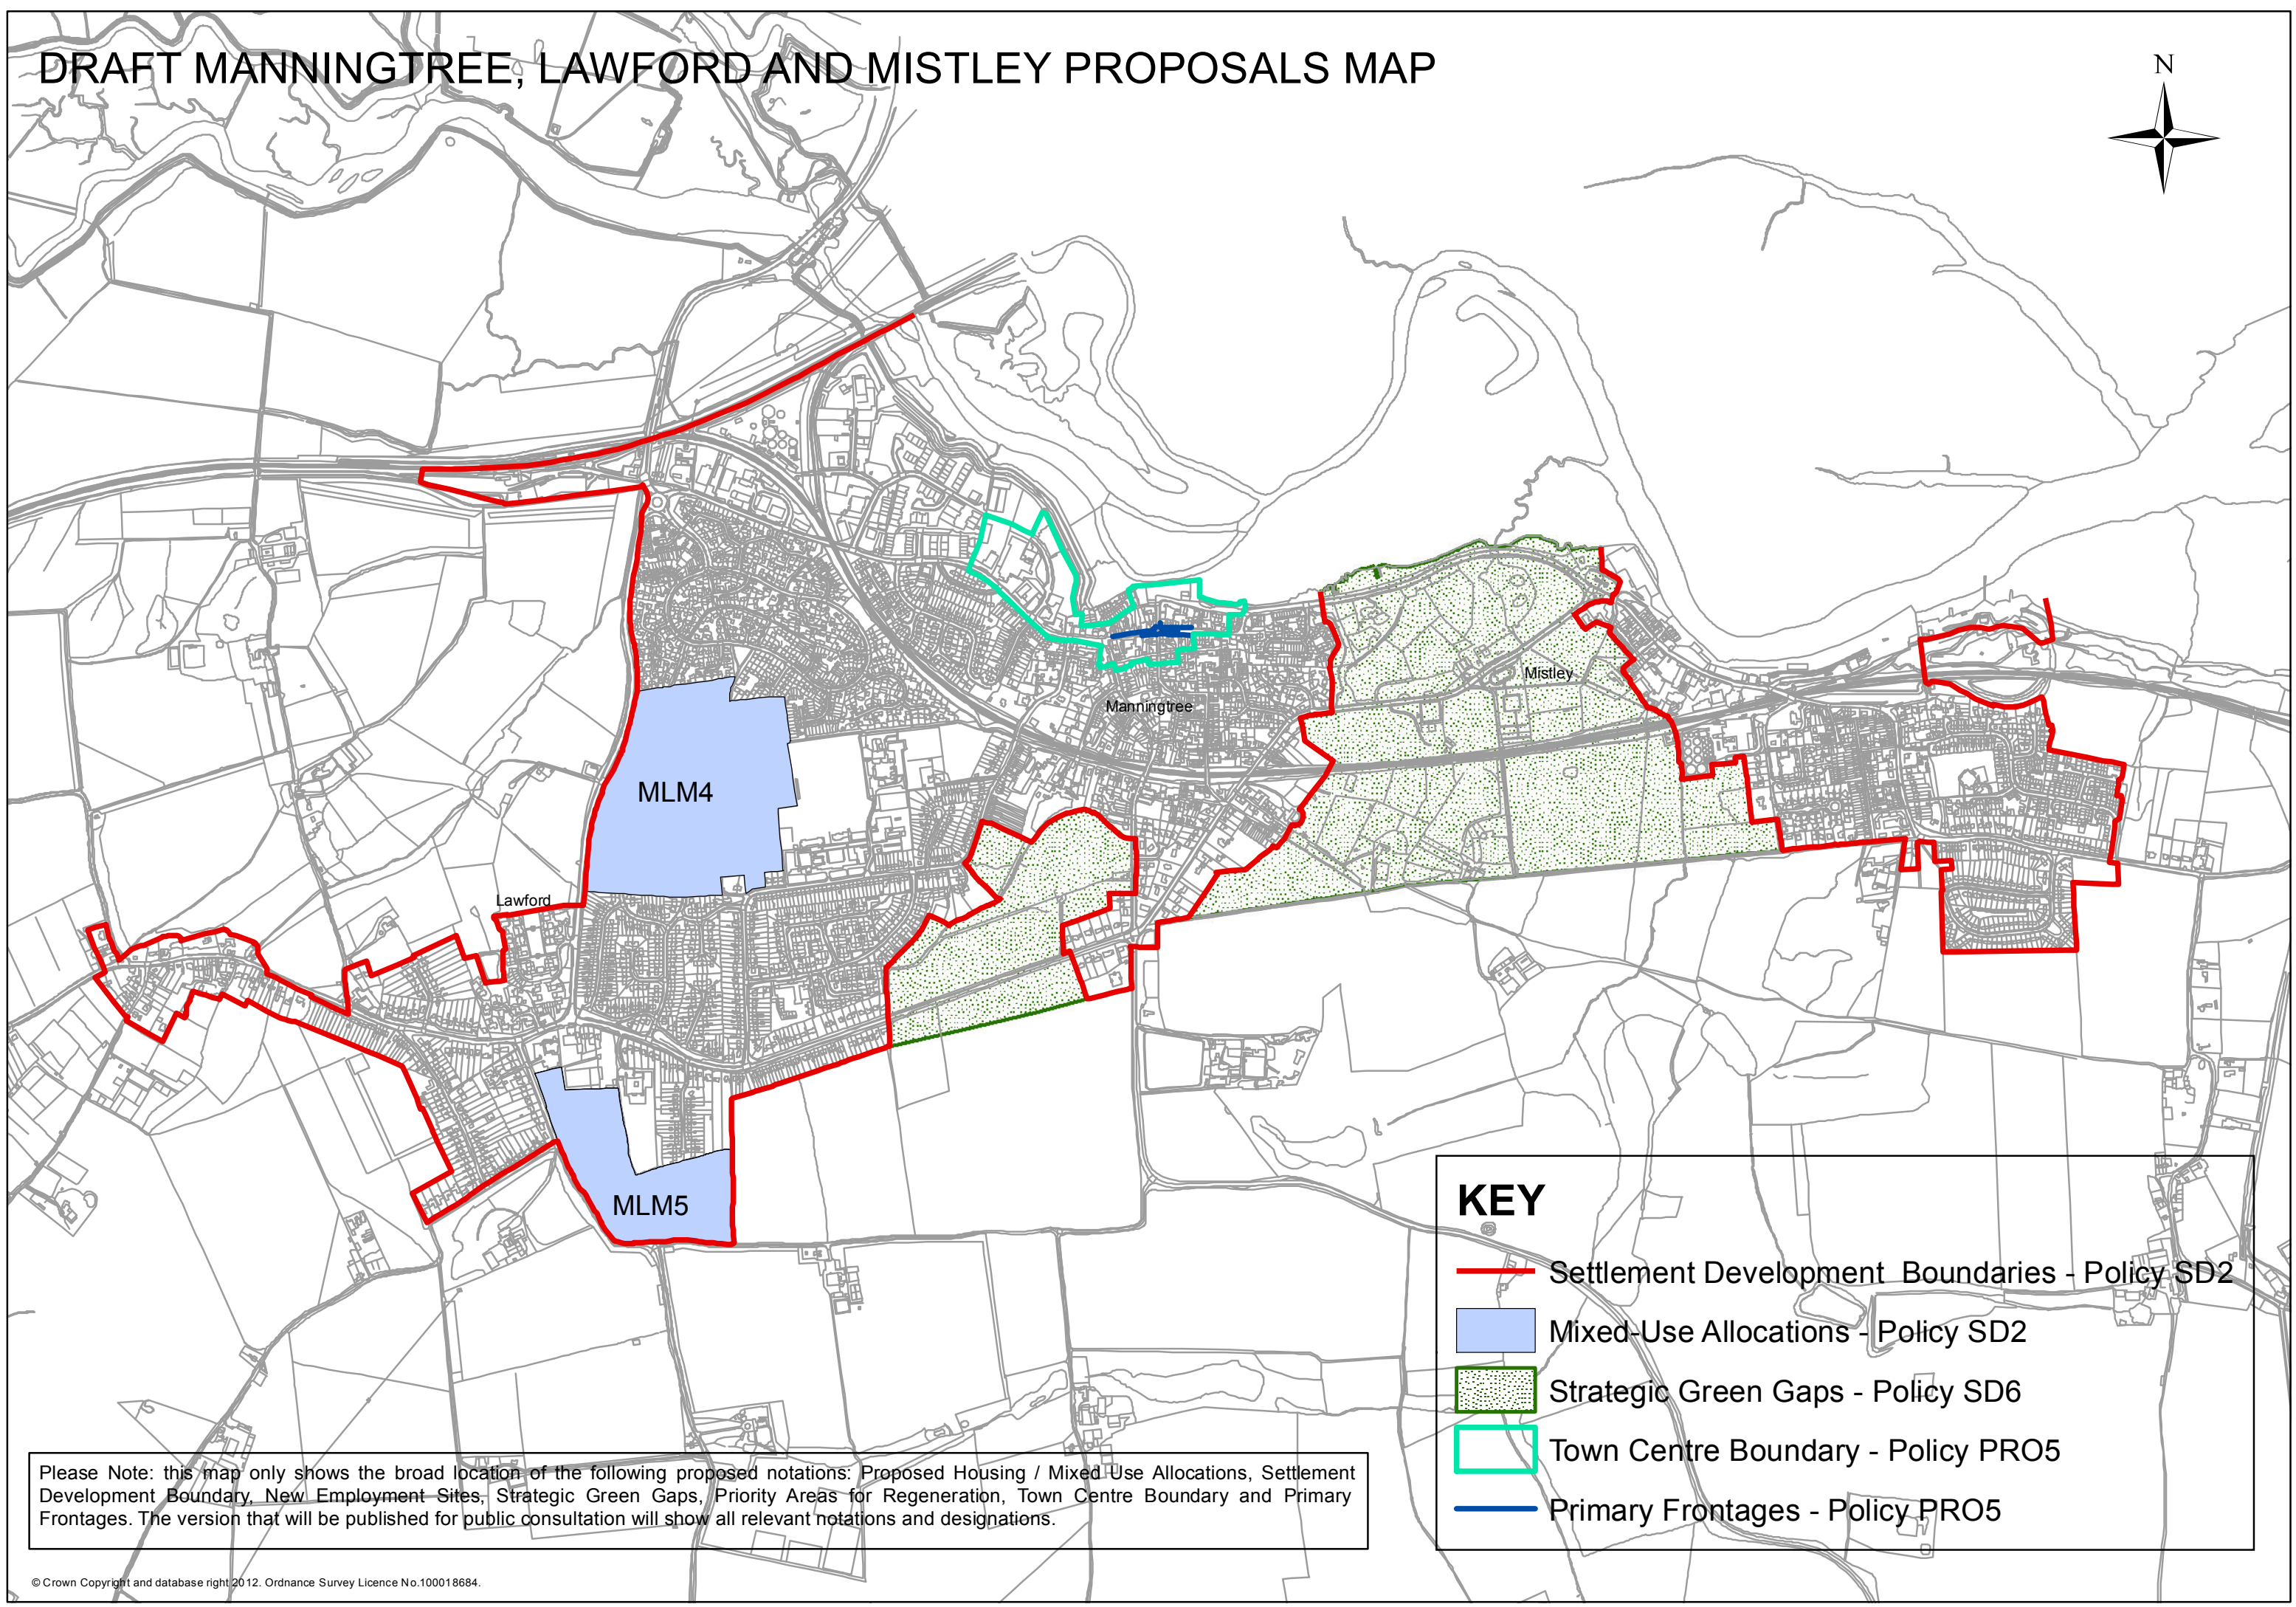 DRAFT MANNINGTREE, LAWFORD AND MISTLEY PROPOSALS MAP
N
Mistley
Manningtree
MLM4
Lawford
MLM5
KEY
Settlement Development Boundaries - Policy SD2
Mixed-Use Allocations - Policy SD2
Strategic Green Gaps - Policy SD6
Town Centre Boundary - Policy PRO5
Primary Frontages - Policy PRO5
Please Note: this map only shows the broad location of the following proposed notations: Proposed Housing / Mixed Use Allocations, Settlement
Development Boundary, New Employment Sites, Strategic Green Gaps, Priority Areas for Regeneration, Town Centre Boundary and Primary
Frontages. The version that will be published for public consultation will show all relevant notations and designations.
© Crown Copyright and database right 2012. Ordnance Survey Licence No.100018684.